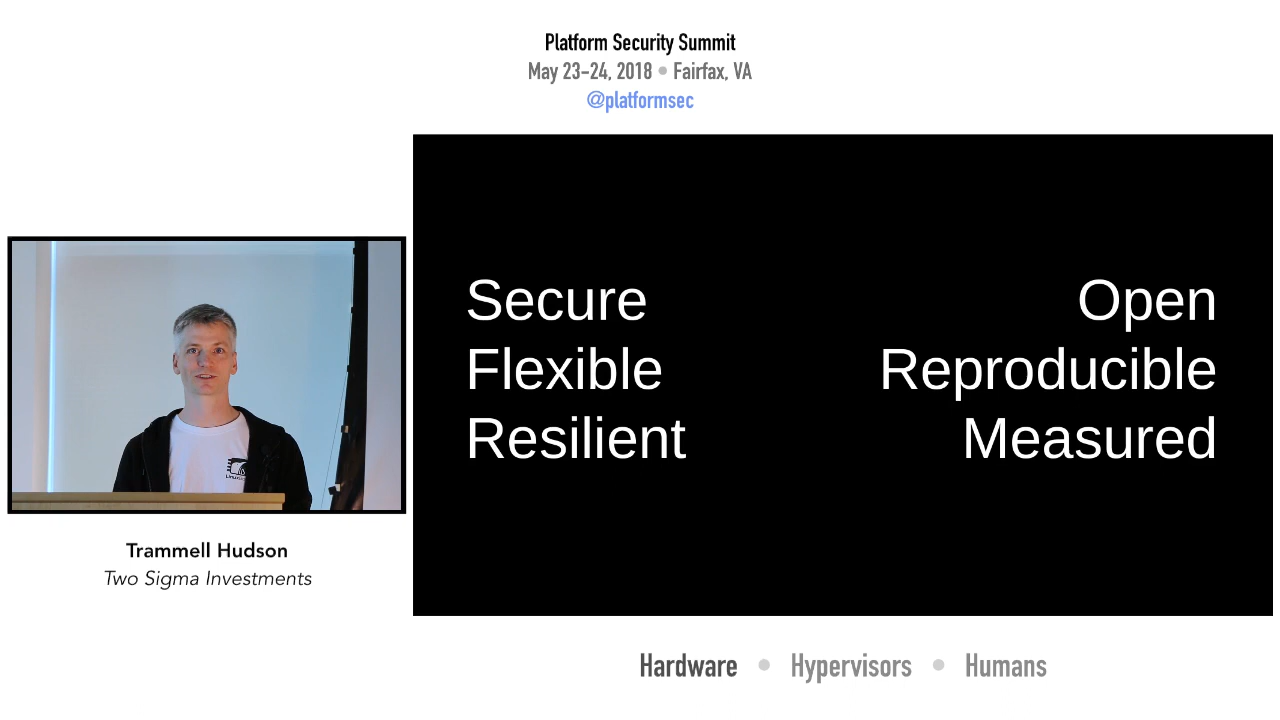 Platform Security Summit
May 23-24, 2018 • Fairfax, VA
@platformsec
Secure
Flexible
Resilient
Open
Reproducible
Measured
Trammell Hudson
Two Sigma Investments
Hardware • Hypervisors • Humans